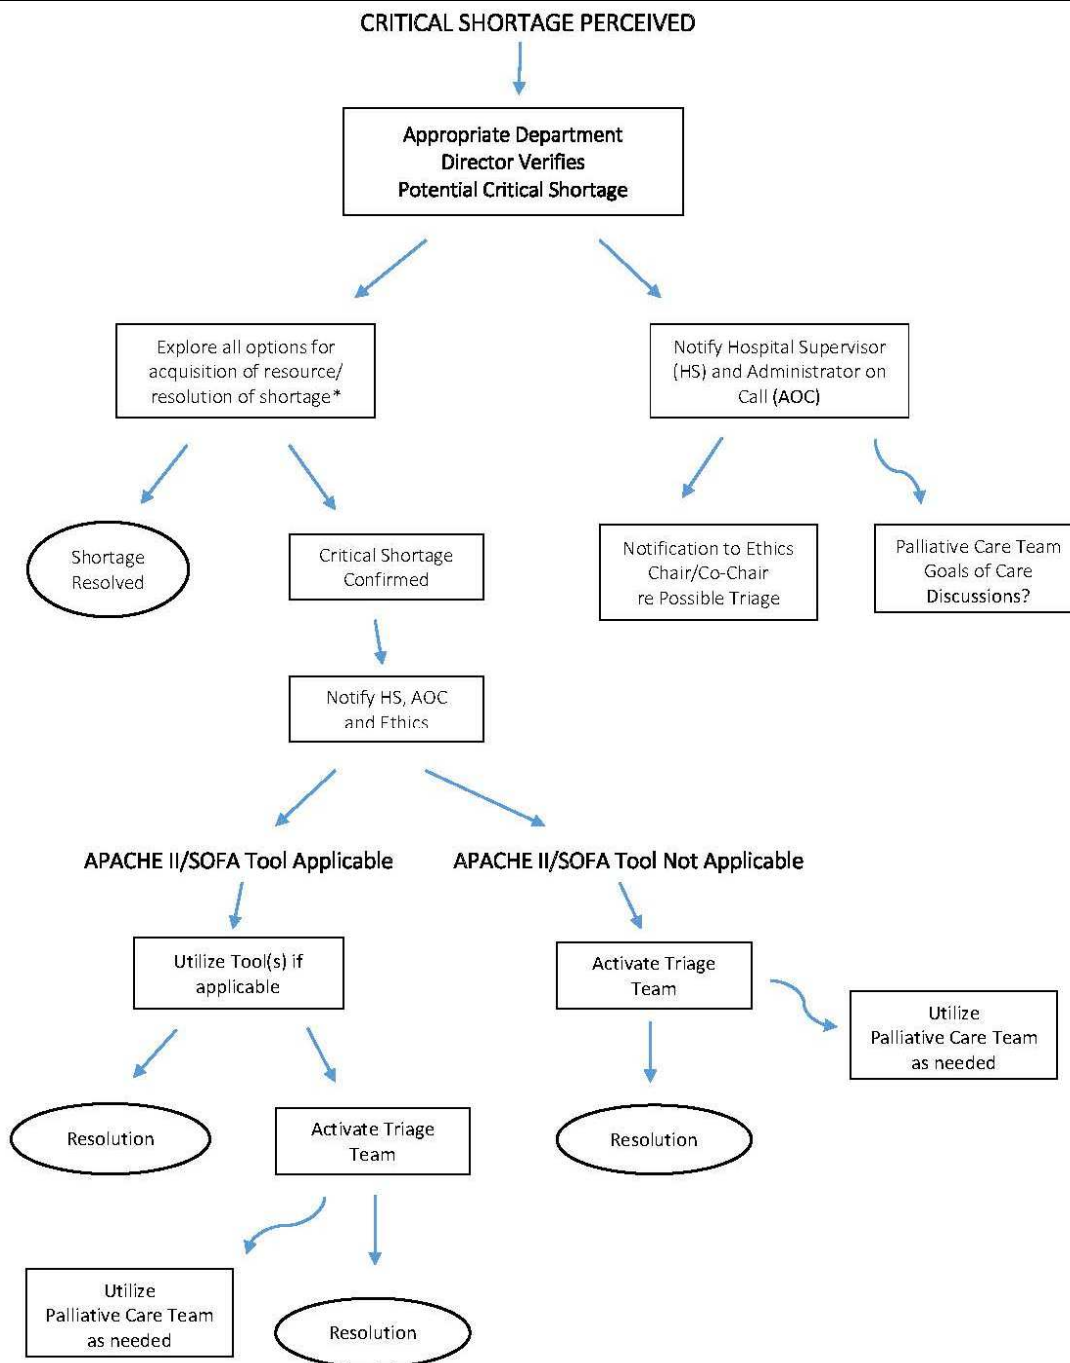 CRITICAL SHORTAGE PERCEIVED
Appropriate Department
Director Verifies
Potential Critical Shortage
Explore all options for
acquisition of resource/
resolution of shortage*
Notify Hospital Supervisor
(HS) and Administrator on
Call (AOC)
Shortage
Resolved
Critical Shortage
Confirmed
Notification to Ethics
Chair/Co-Chair
re Possible Triage
Palliative Care Team
Goals of Care
Discussions?
Notify HS, AOC
and Ethics
APACHE II/SOFA Tool Applicable
APACHE II/SOFA Tool Not Applicable
Utilize Tool(s) if
applicable
Activate Triage
Team
Utilize
Palliative Care Team
as needed
Resolution
Activate Triage
Team
Resolution
Utilize
Palliative Care Team
as needed
Resolution